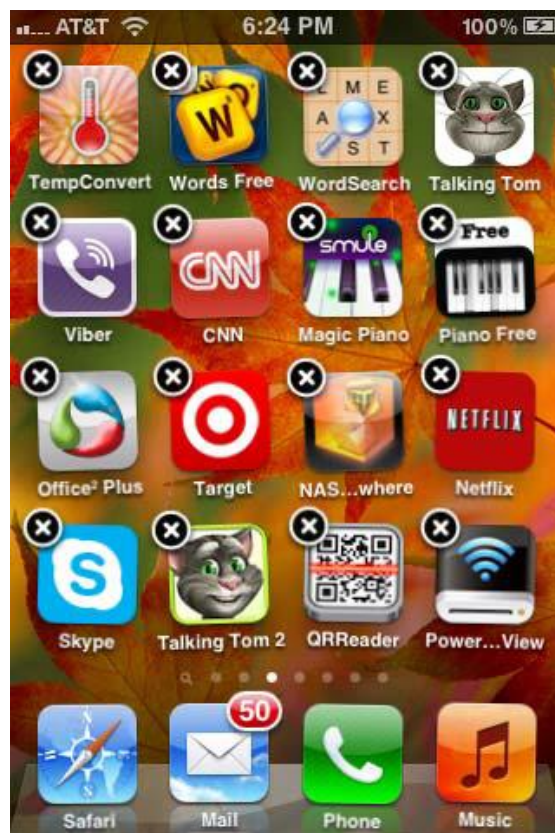 AT&T 6:24 PM 100%
W
L M E
A X
S T
TempConvert Words Free WordSearch Talking Tom
CNN
smule
Free
Viber CNN Magic Piano Piano Free
NETFLIX
Office² Plus Target NAS...where Netflix
S
Skype Talking Tom 2 QRReader Power...View
50
N
Safari Mail Phone Music